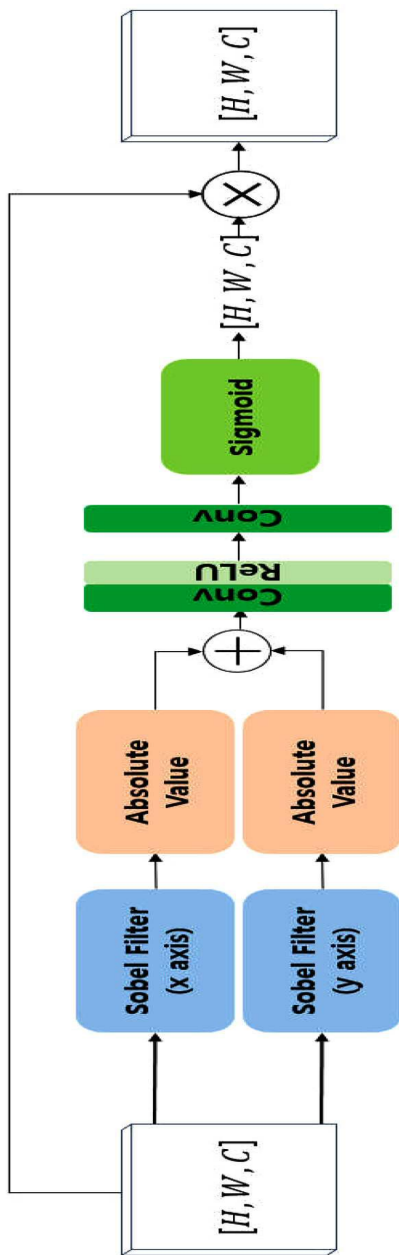 [H, W, C]
Sobel Filter
(x axis)
Absolute
Value
Sobel Filter
(y axis)
Absolute
Value
Conv
ReLU
Conv
Sigmoid
[H, W, C]
[H, W, C]